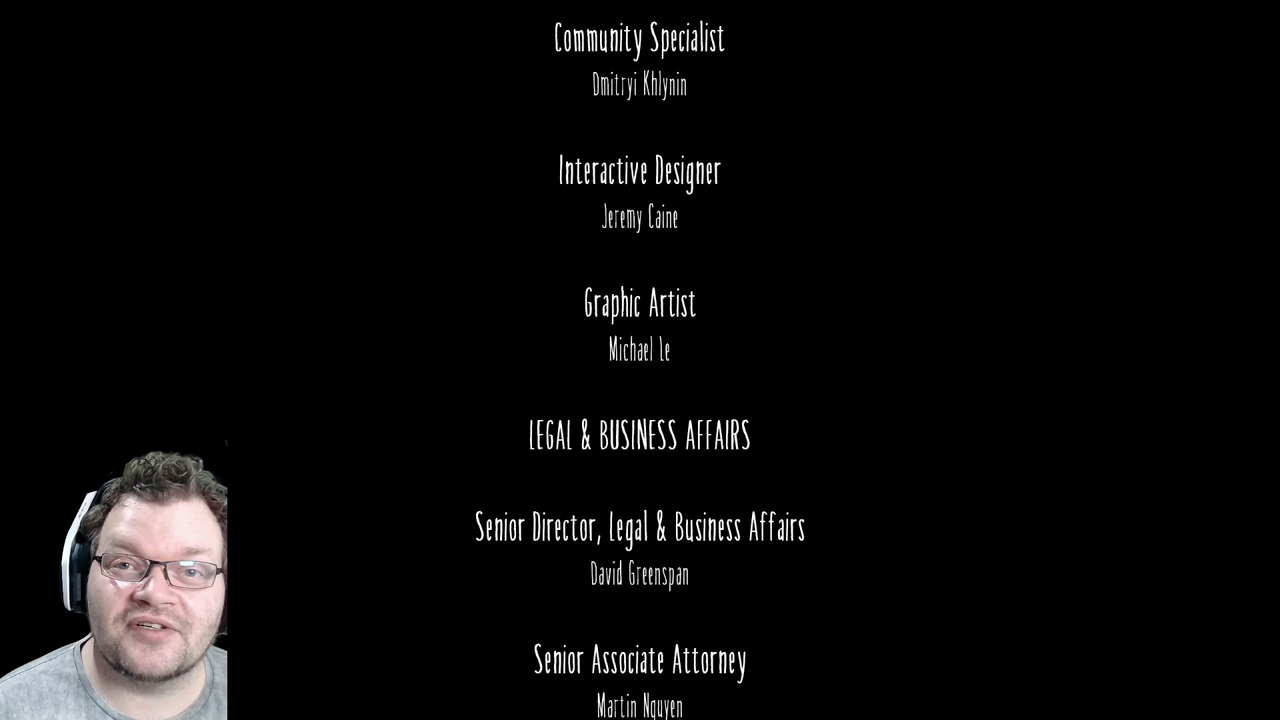 Community Specialist
Dmitryi Khlynin
Interactive Designer
Jeremy Caine
Graphic Artist
Michael Le
LEGAL & BUSINESS AFFAIRS
Senior Director, Legal & Business Affairs
David Greenspan
Senior Associate Attorney
Martin Nguyen